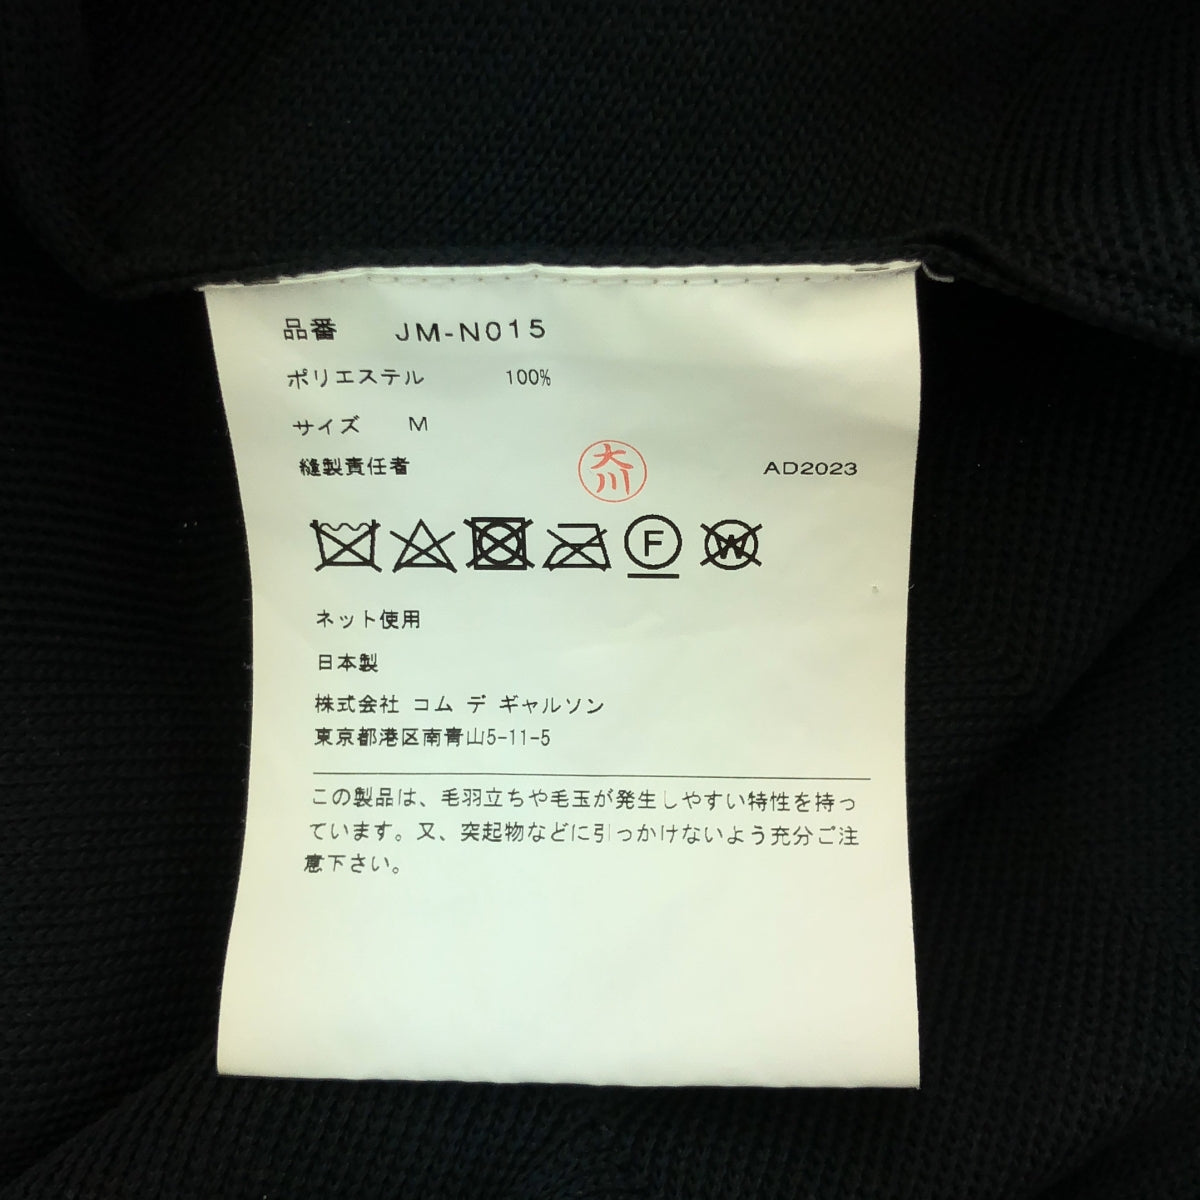 品番 JM-N015
ポリエステル 100%
サイズ M
縫製責任者 大川 AD2023
F W
ネット使用
日本製
株式会社 コム デ ギャルソン
東京都港区南青山5-11-5
この製品は、毛羽立ちや毛玉が発生しやすい特性を持っ
ています。又、突起物などに引っかけないよう充分ご注
意下さい。